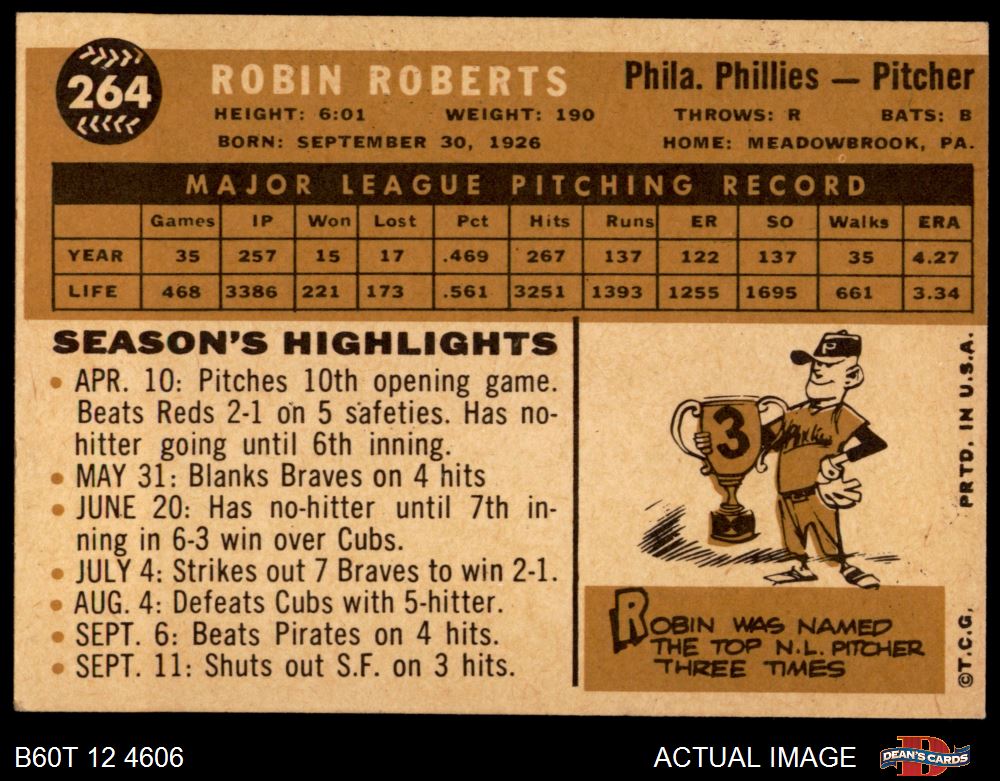 264
ROBIN ROBERTS
Phila. Phillies — Pitcher
HEIGHT: 6:01 WEIGHT: 190 THROWS: R BATS: B
BORN: SEPTEMBER 30, 1926 HOME: MEADOWBROOK, PA.
MAJOR LEAGUE PITCHING RECORD
Games IP Won Lost Pct Hits Runs ER SO Walks ERA
YEAR 35 257 15 17 .469 267 137 122 137 35 4.27
LIFE 468 3386 221 173 .561 3251 1393 1255 1695 661 3.34
SEASON'S HIGHLIGHTS
• APR. 10: Pitches 10th opening game.
Beats Reds 2-1 on 5 safeties. Has no-
hitter going until 6th inning.
• MAY 31: Blanks Braves on 4 hits
• JUNE 20: Has no-hitter until 7th in-
ning in 6-3 win over Cubs.
• JULY 4: Strikes out 7 Braves to win 2-1.
• AUG. 4: Defeats Cubs with 5-hitter.
• SEPT. 6: Beats Pirates on 4 hits.
• SEPT. 11: Shuts out S.F. on 3 hits.
P
3
Phillies
ROBIN WAS NAMED
THE TOP N.L. PITCHER
THREE TIMES
©T.C.G. PRTD. IN U.S.A.
B60T 12 4606
ACTUAL IMAGE
DEAN'S CARDS